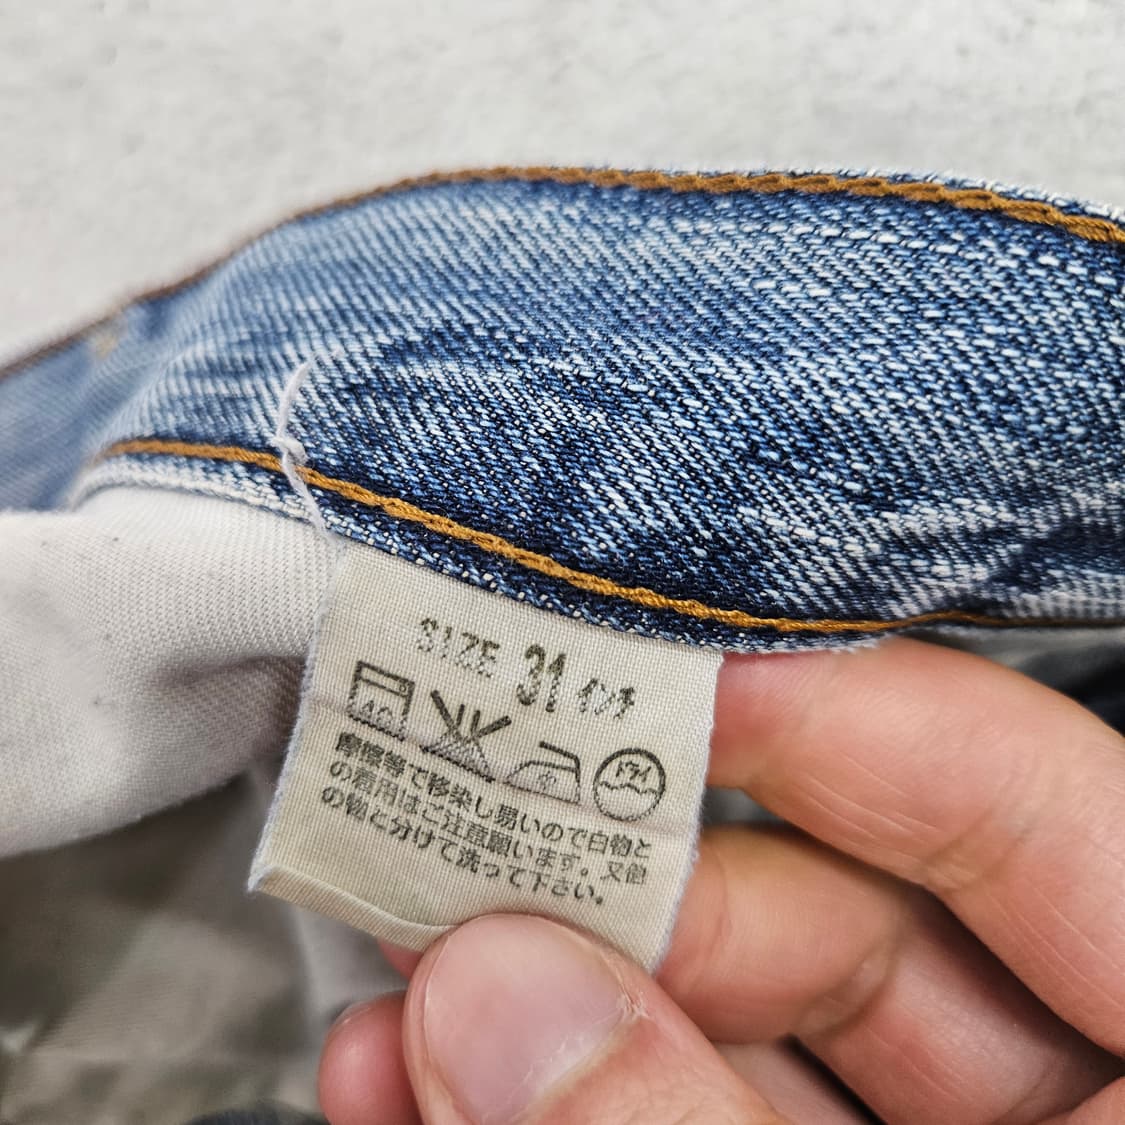 SIZE 31 インチ
40
ドライ
摩擦等で移染し易いので白物と
の着用はご注意願います。又他
の物と分けて洗って下さい。